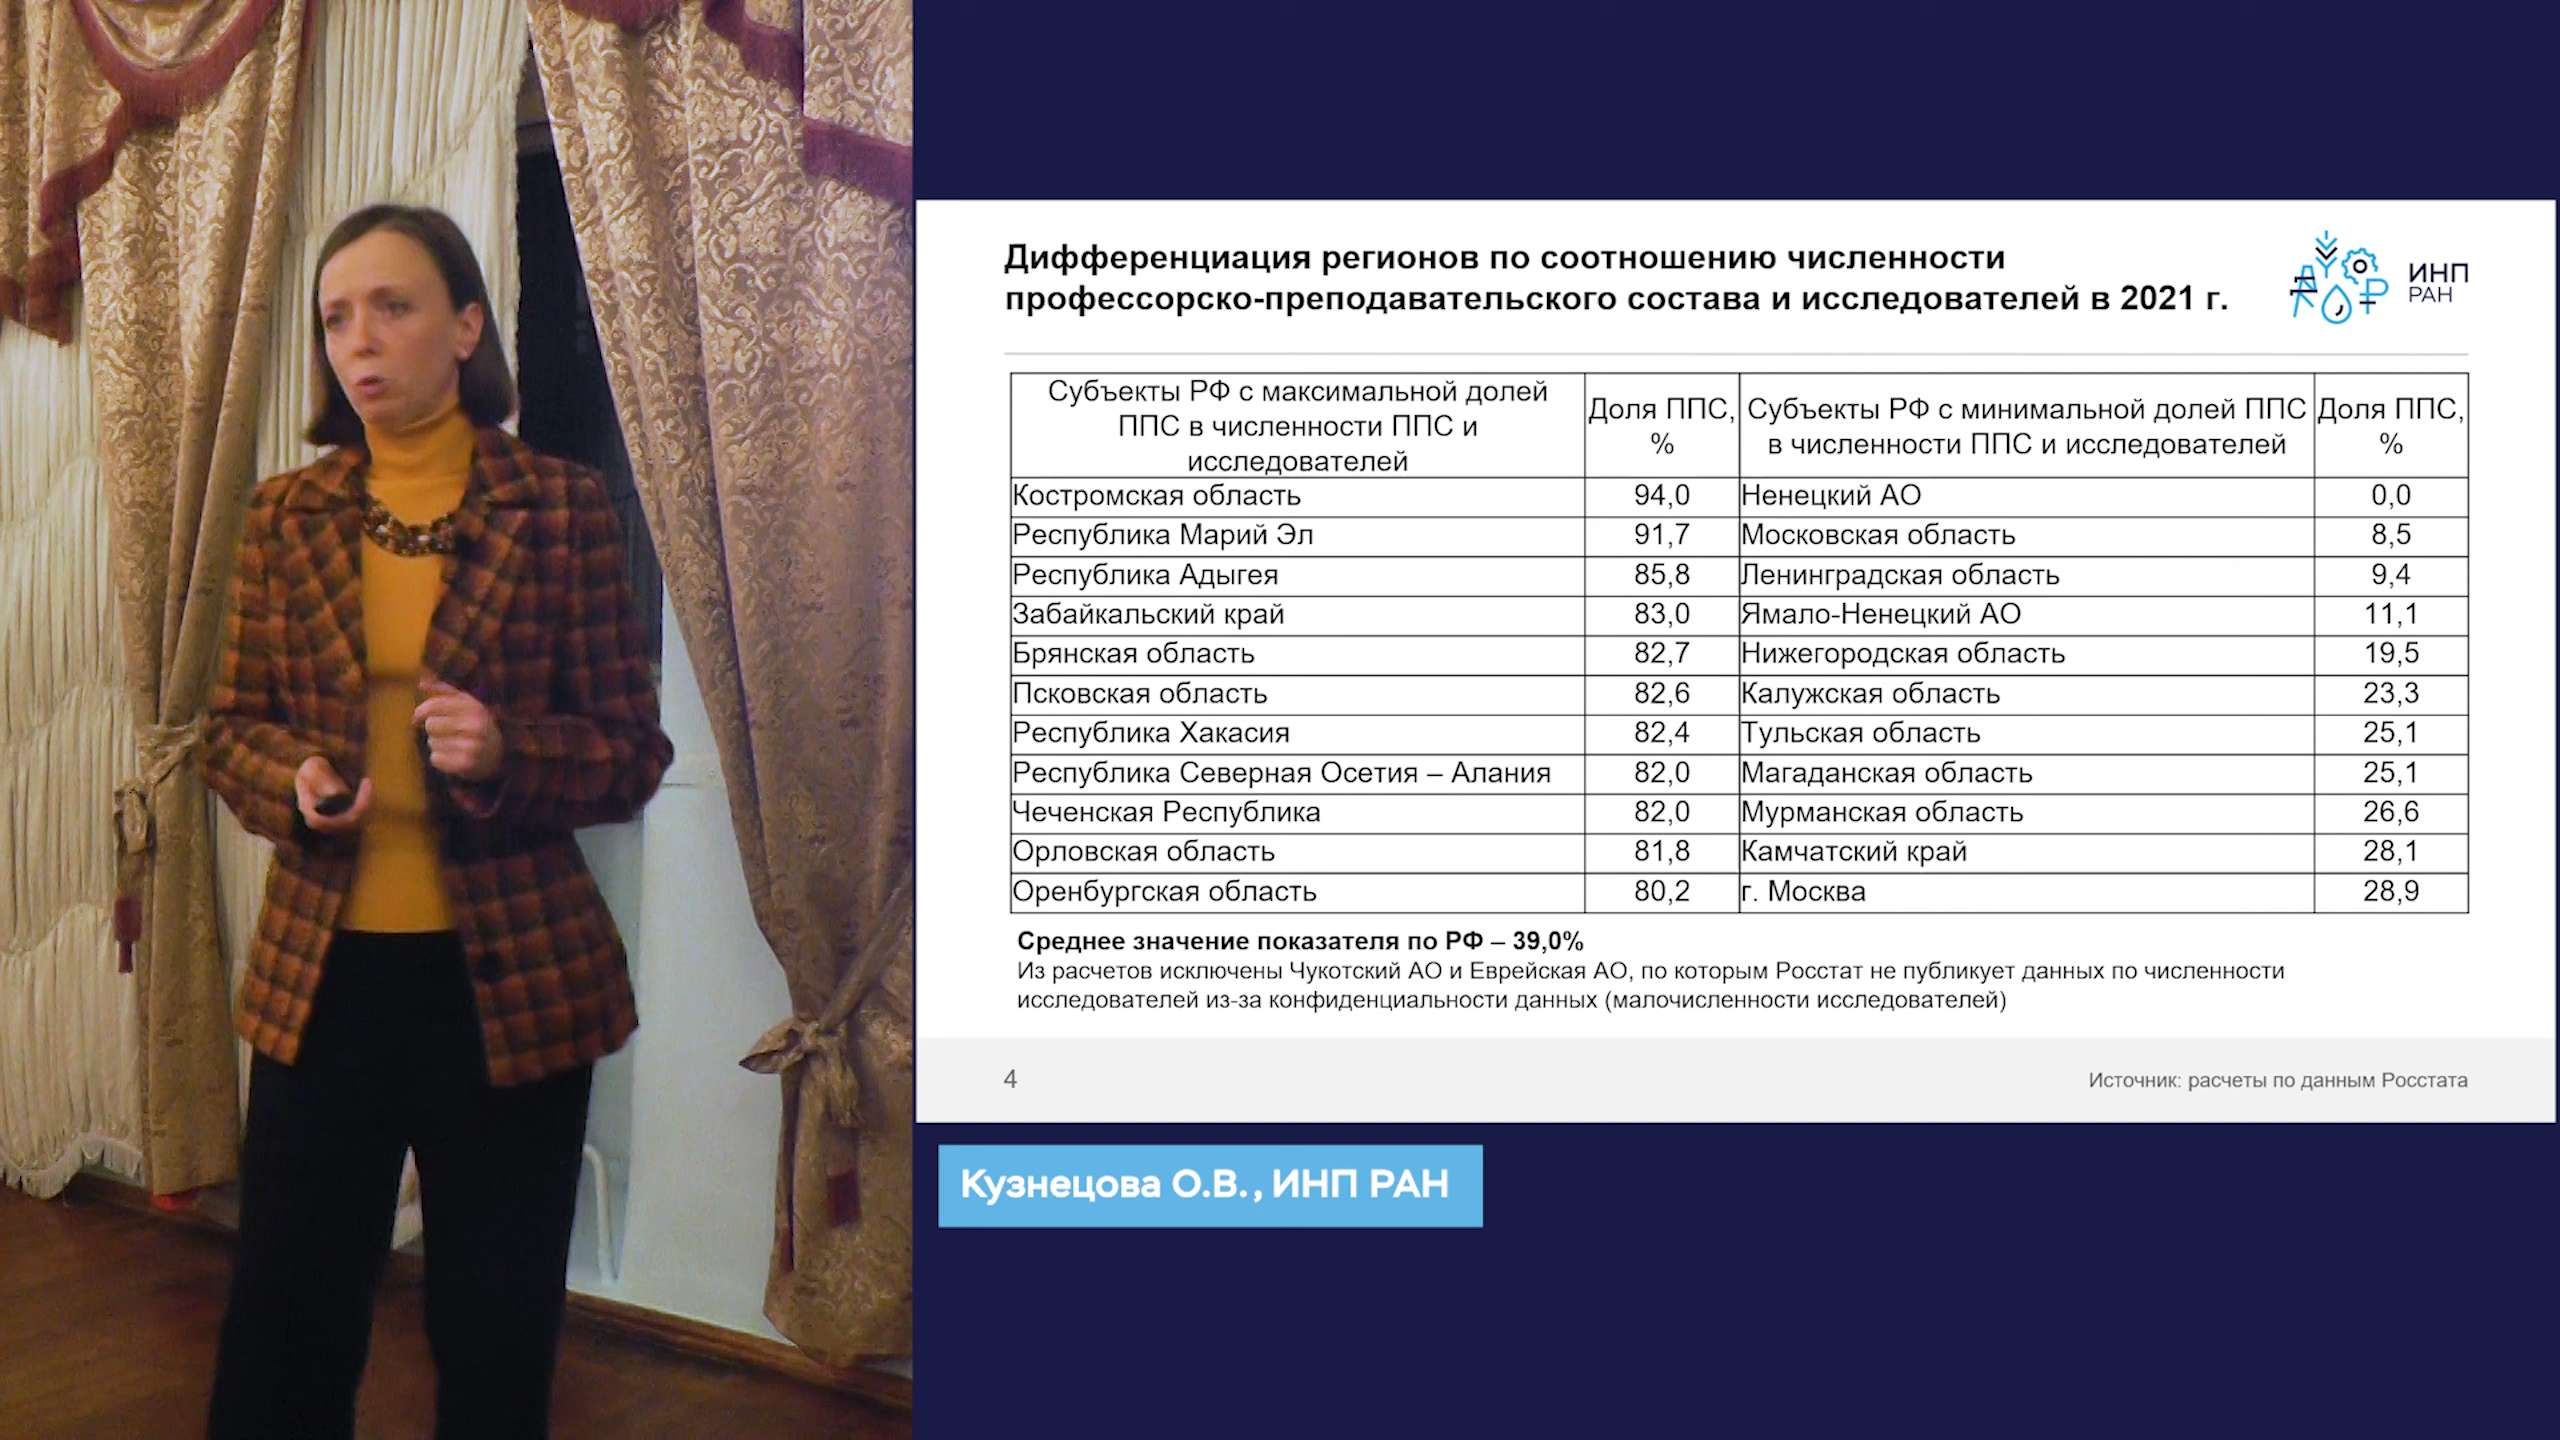 Дифференциация регионов по соотношению численности
профессорско-преподавательского состава и исследователей в 2021 г.
ИНП
РАН
Субъекты РФ с максимальной долей
ППС в численности ППС и
исследователей
Доля ППС,
%
Субъекты РФ с минимальной долей ППС
в численности ППС и исследователей
Доля ППС,
%
Костромская область 94,0 Ненецкий АО 0,0
Республика Марий Эл 91,7 Московская область 8,5
Республика Адыгея 85,8 Ленинградская область 9,4
Забайкальский край 83,0 Ямало-Ненецкий АО 11,1
Брянская область 82,7 Нижегородская область 19,5
Псковская область 82,6 Калужская область 23,3
Республика Хакасия 82,4 Тульская область 25,1
Республика Северная Осетия – Алания 82,0 Магаданская область 25,1
Чеченская Республика 82,0 Мурманская область 26,6
Орловская область 81,8 Камчатский край 28,1
Оренбургская область 80,2 г. Москва 28,9
Среднее значение показателя по РФ – 39,0%
Из расчетов исключены Чукотский АО и Еврейская АО, по которым Росстат не публикует данных по численности
исследователей из-за конфиденциальности данных (малочисленности исследователей)
4
Источник: расчеты по данным Росстата
Кузнецова О.В., ИНП РАН